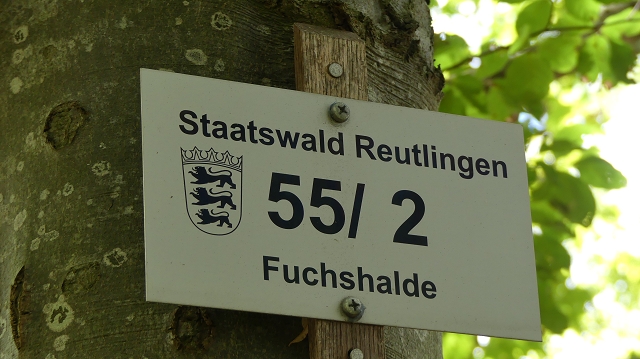 Staatswald Reutlingen
55/ 2
Fuchshalde